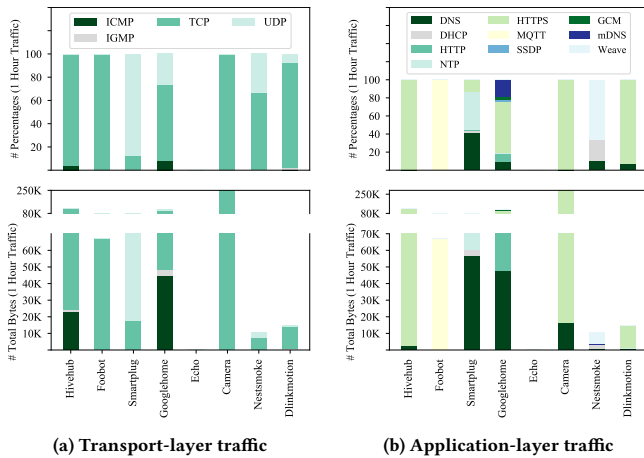 ICMP TCP UDP
IGMP
# Percentages (1 Hour Traffic)
100
80
60
40
20
# Total Bytes (1 Hour Traffic)
250K
80K
70K
60K
50K
40K
30K
20K
10K
Hivehub
Foobot
Smartplug
Googlehome
Echo
Camera
Nestsmoke
Dlinkmotion
(a) Transport-layer traffic
DNS HTTPS GCM
DHCP MQTT mDNS
HTTP SSDP Weave
NTP
# Percentages (1 Hour Traffic)
100
80
60
40
20
# Total Bytes (1 Hour Traffic)
250K
80K
70K
60K
50K
40K
30K
20K
10K
Hivehub
Foobot
Smartplug
Googlehome
Echo
Camera
Nestsmoke
Dlinkmotion
(b) Application-layer traffic